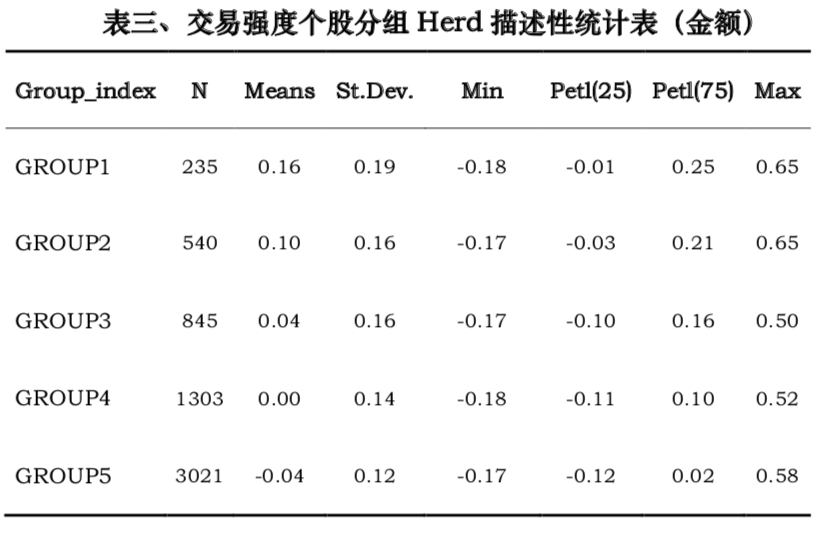 表三、交易强度个股分组 Herd 描述性统计表（金额）
Group_index N Means St.Dev. Min Petl(25) Petl(75) Max
GROUP1 235 0.16 0.19 -0.18 -0.01 0.25 0.65
GROUP2 540 0.10 0.16 -0.17 -0.03 0.21 0.65
GROUP3 845 0.04 0.16 -0.17 -0.10 0.16 0.50
GROUP4 1303 0.00 0.14 -0.18 -0.11 0.10 0.52
GROUP5 3021 -0.04 0.12 -0.17 -0.12 0.02 0.58